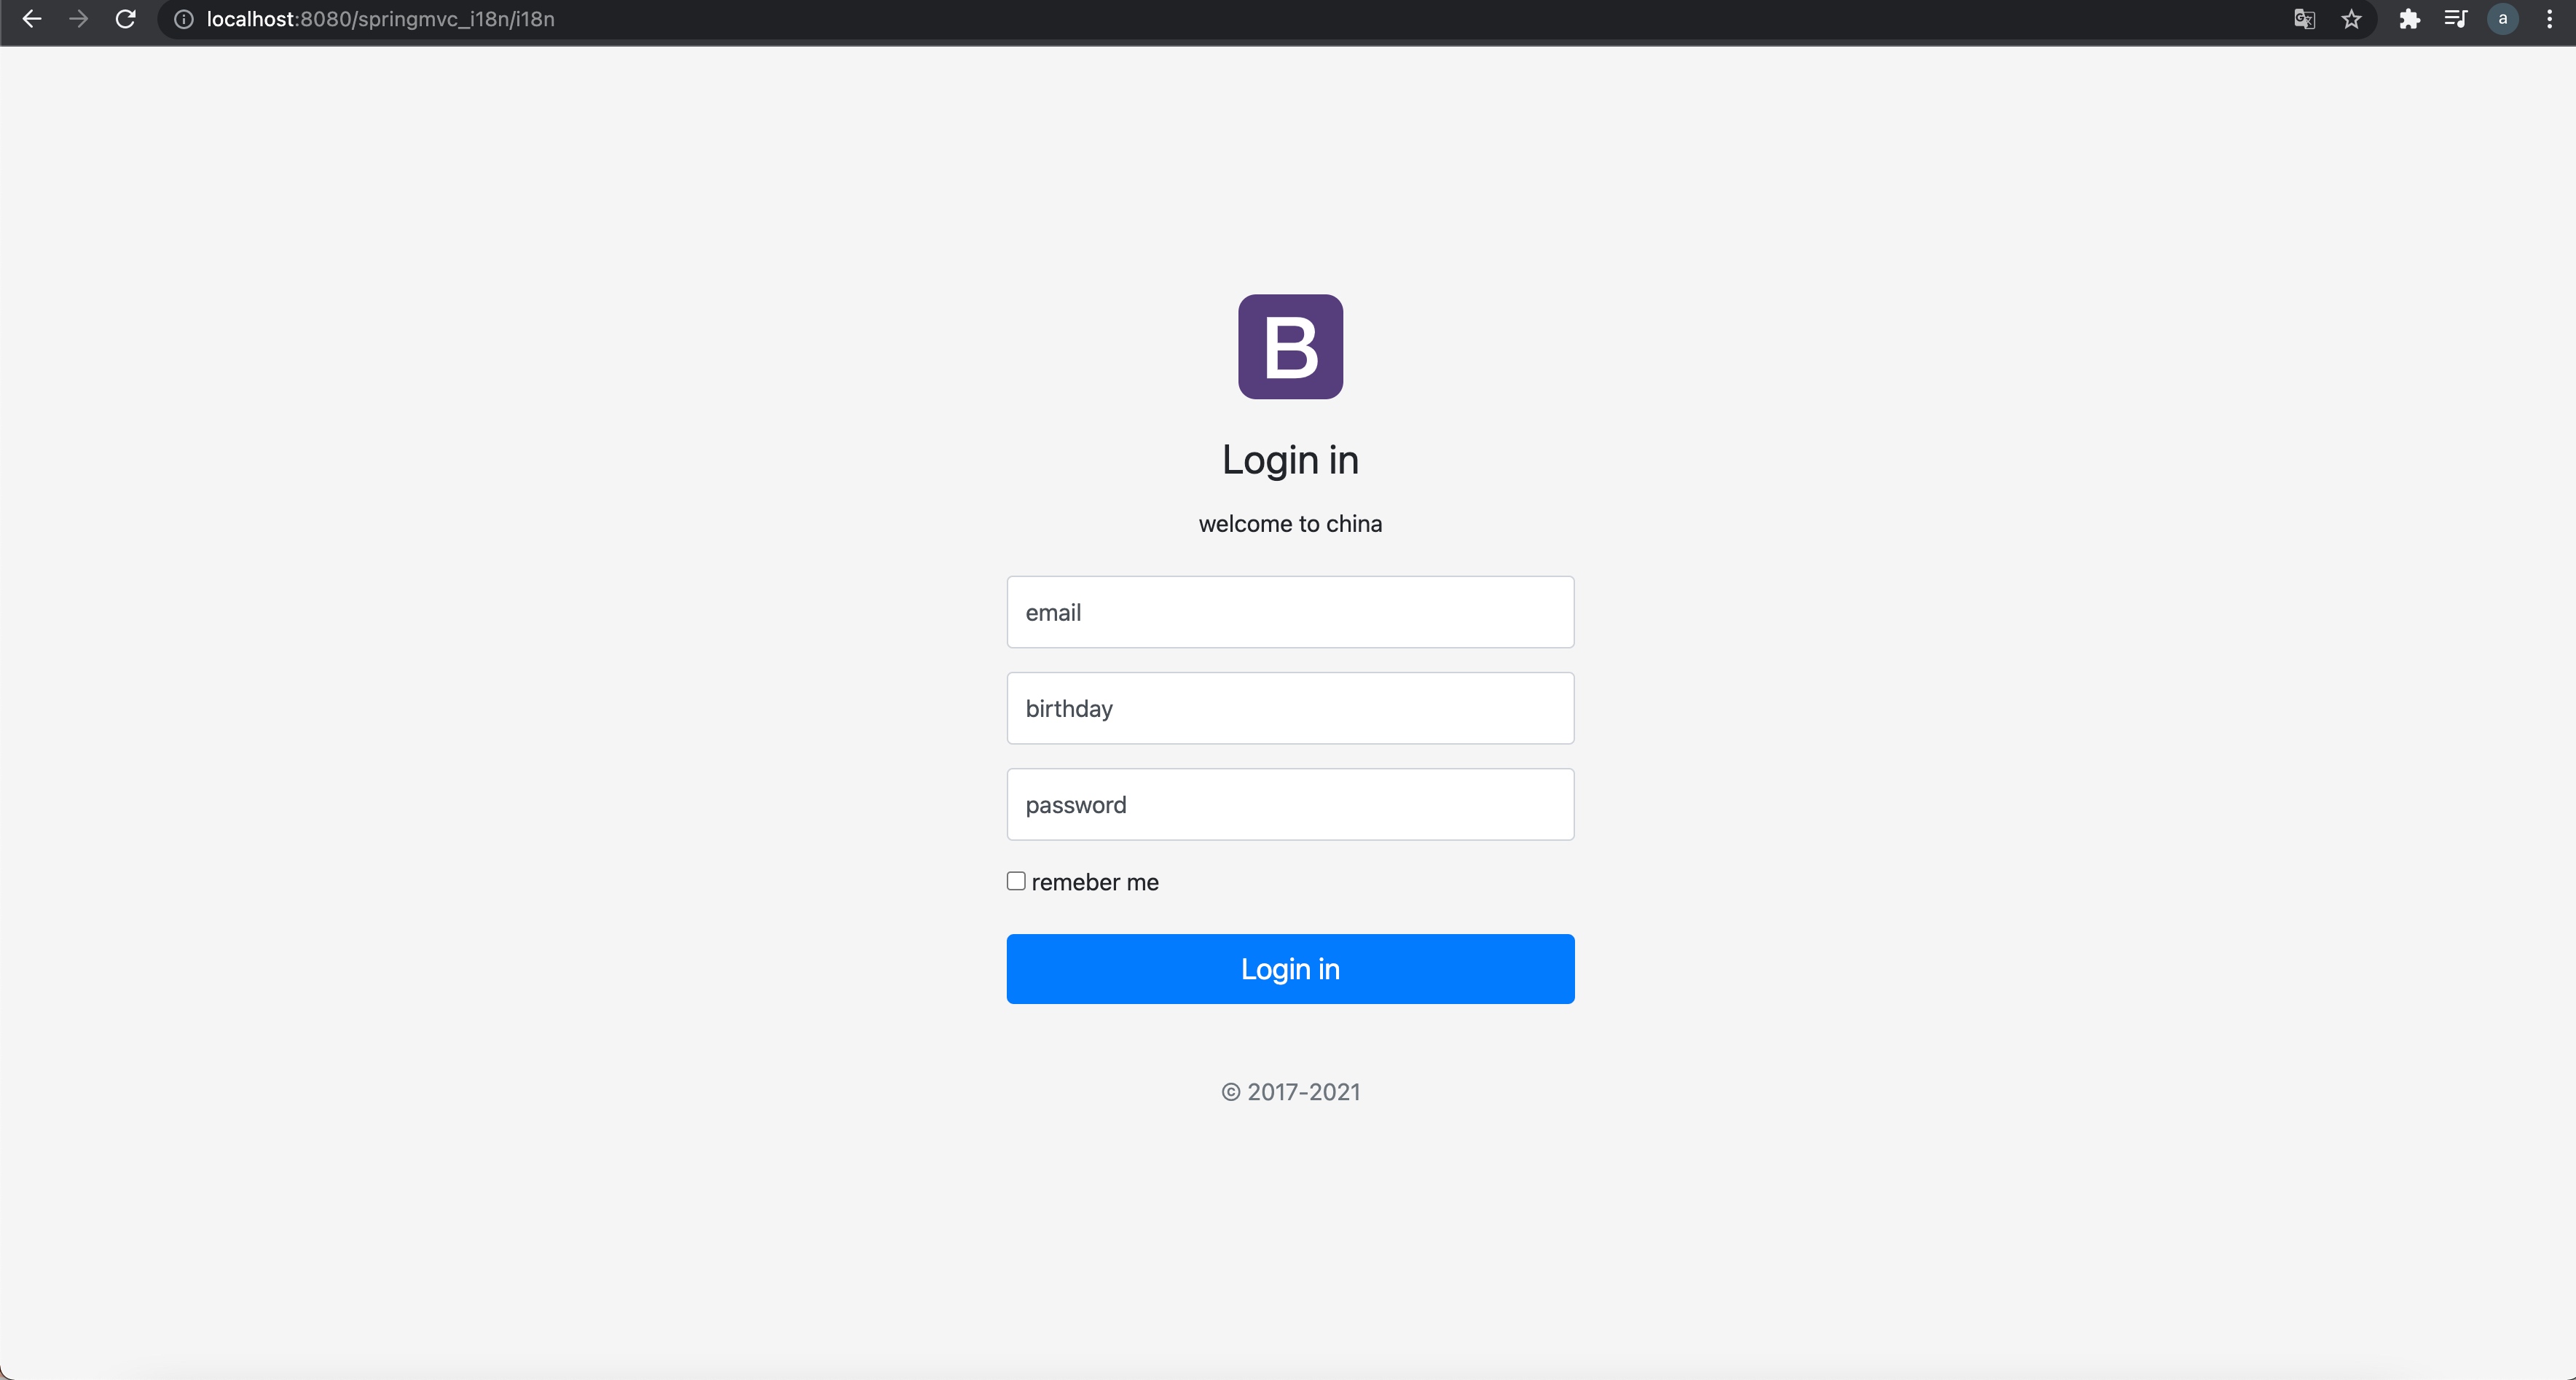 localhost:8080/springmvc_i18n/i18n
a
B
Login in
welcome to china
email
birthday
password
remeber me
Login in
© 2017-2021